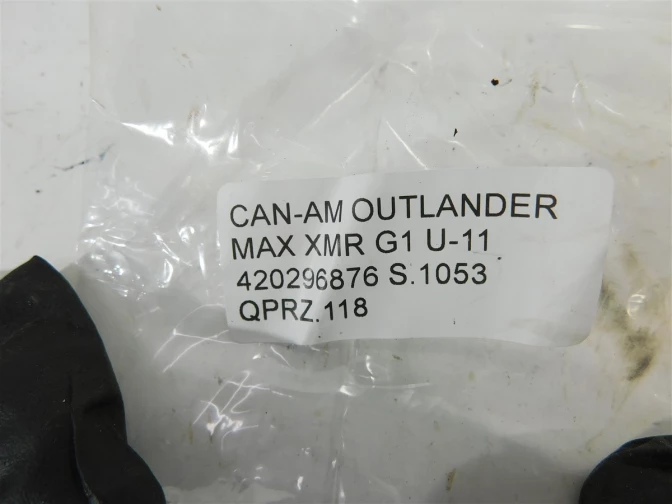 CAN-AM OUTLANDER
MAX XMR G1 U-11
420296876 S.1053
QPRZ.118